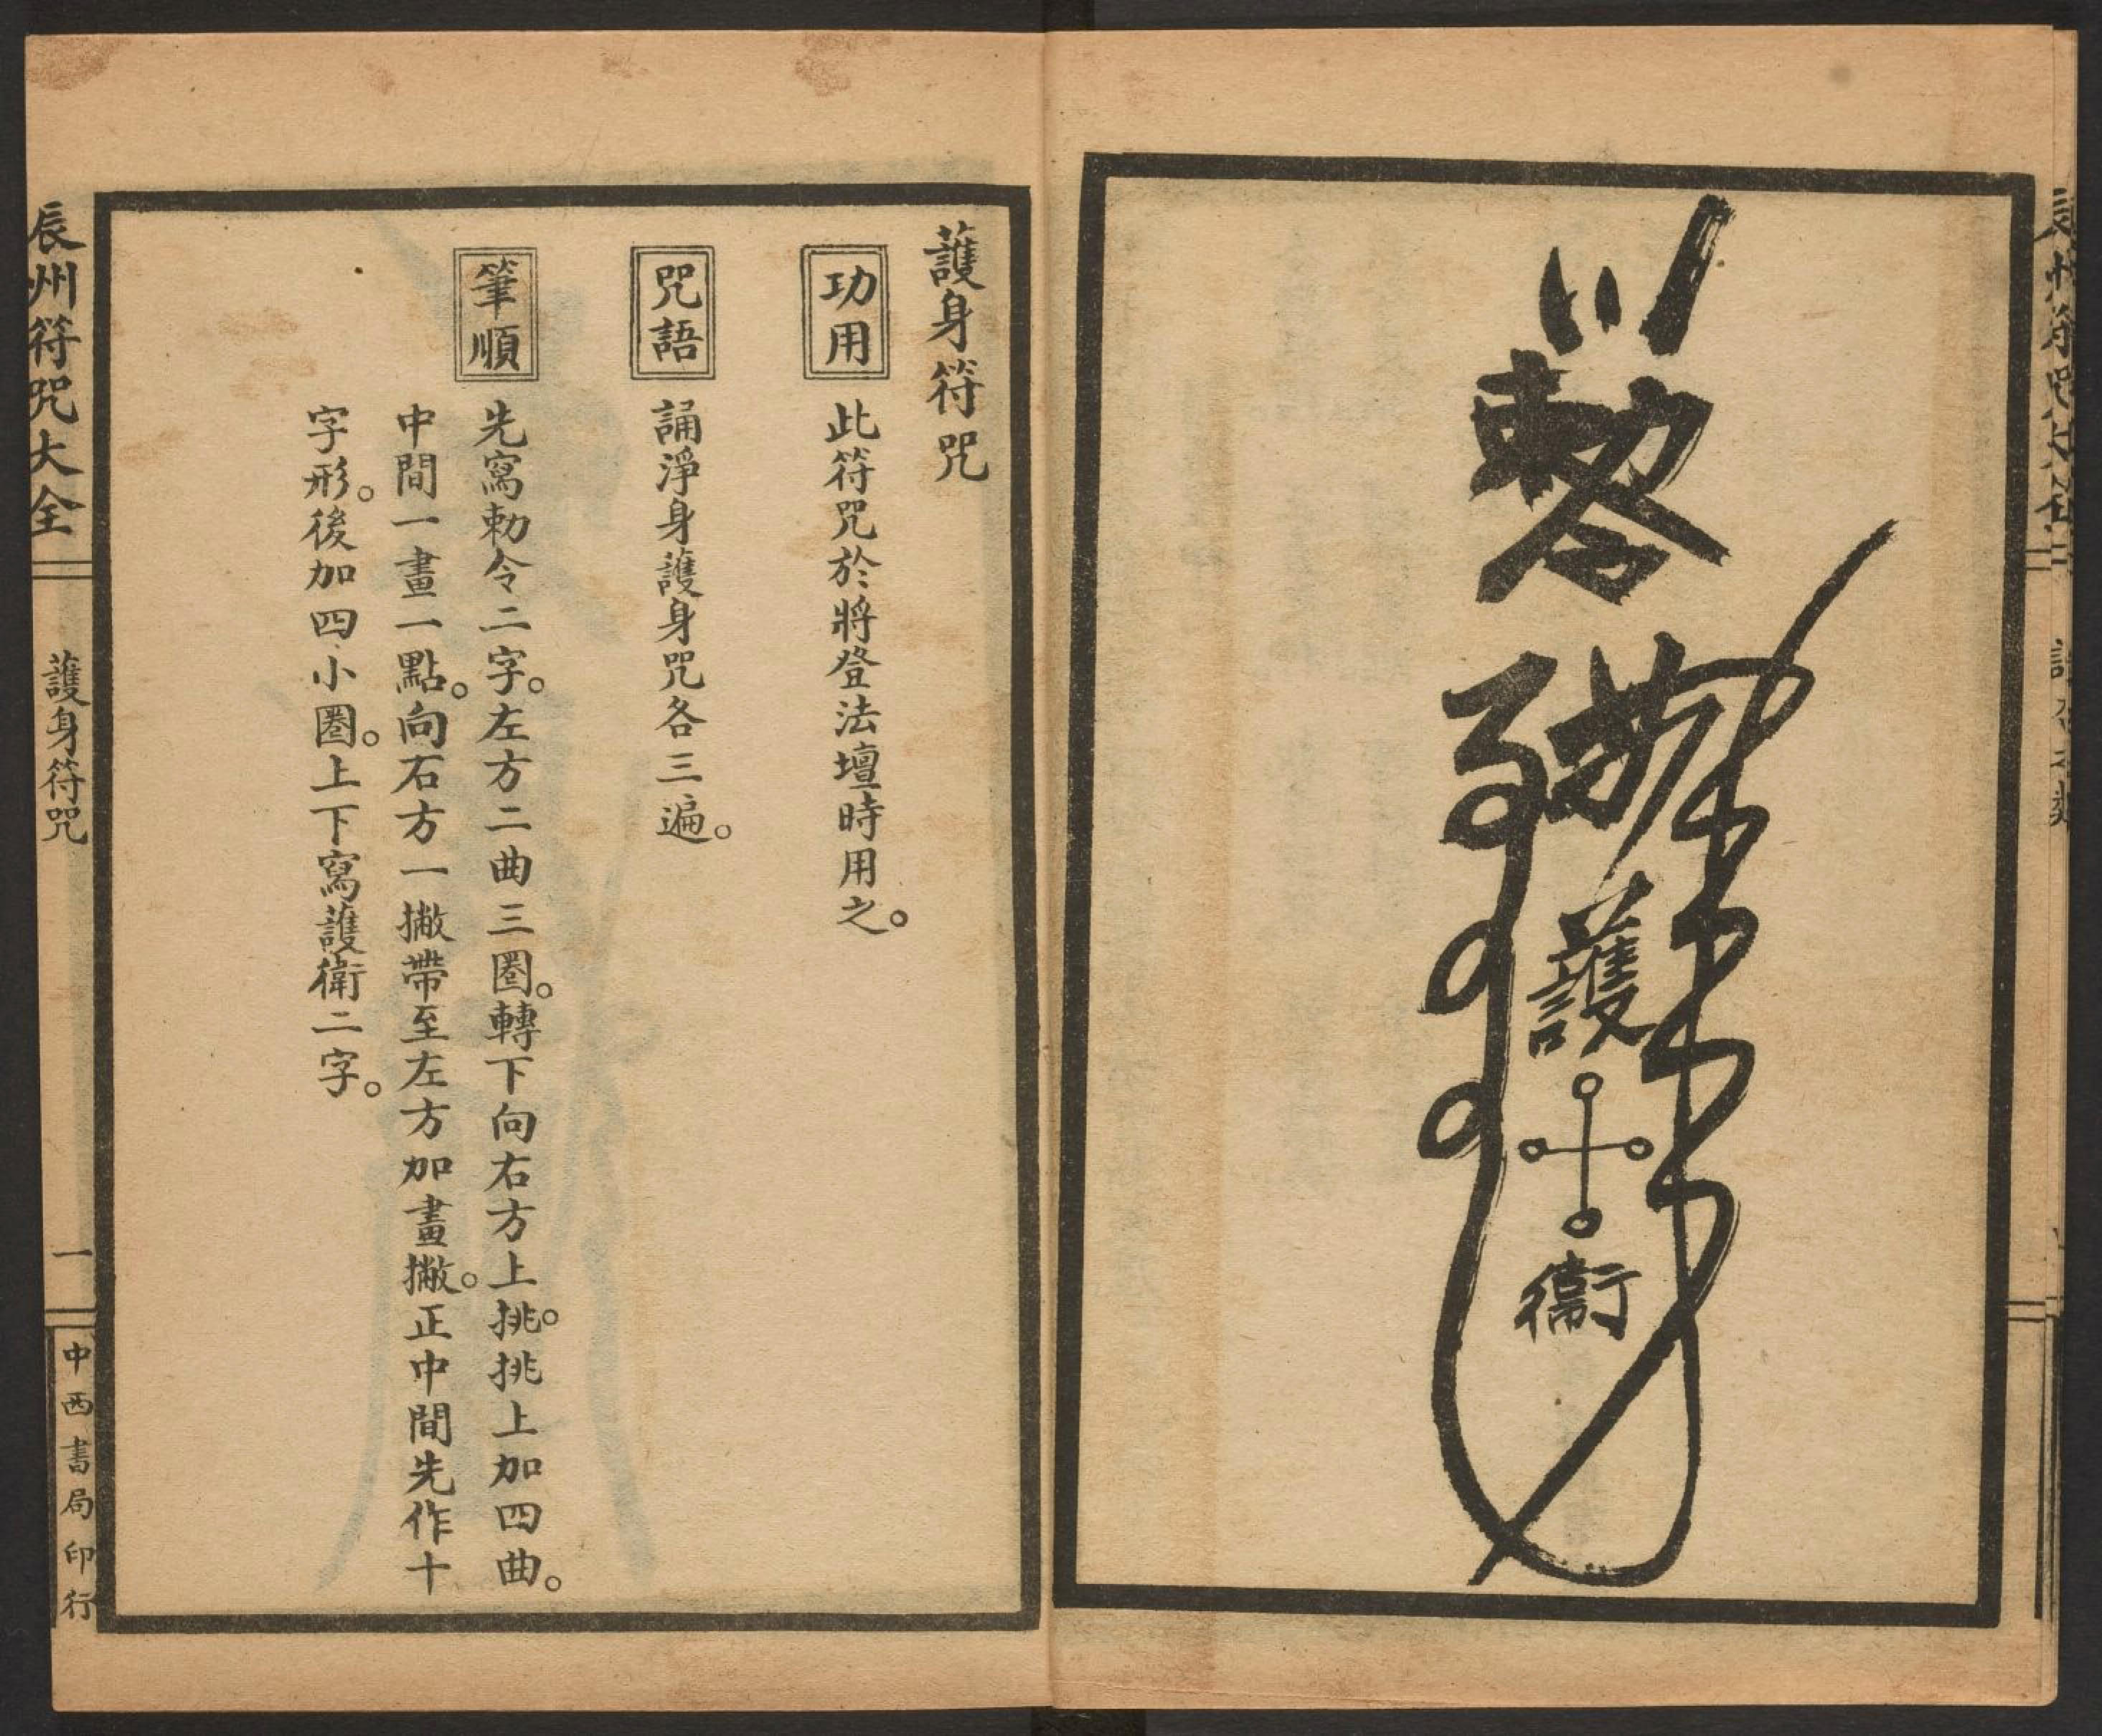 勅令
護
衛
護身符咒
功用
此符咒於將登法壇時用之。
咒語
誦淨身護身咒各三遍。
筆順
先寫勅令二字。左方二曲三圈。轉下向右方上挑。挑上加四曲。
中間一畫一點。向石方一撇帶至左方加畫撇。正中間先作十
字形。後加四小圈。上下寫護衛二字。
辰州符咒大全
護身符咒
一
中西書局印行